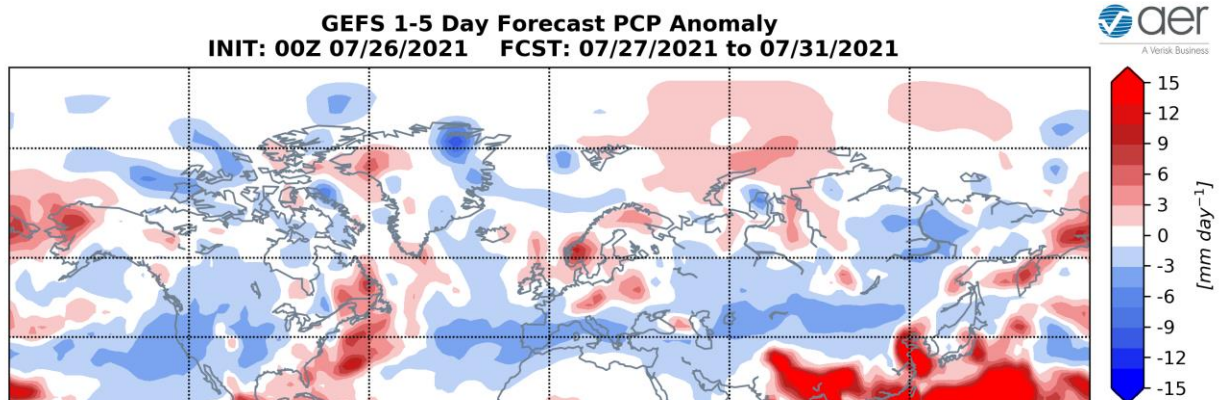 GEFS 1-5 Day Forecast PCP Anomaly
INIT: 00Z 07/26/2021 FCST: 07/27/2021 to 07/31/2021
aer
A Verisk Business
15
12
9
6
3
0
-3
-6
-9
-12
-15
[mm day⁻¹]